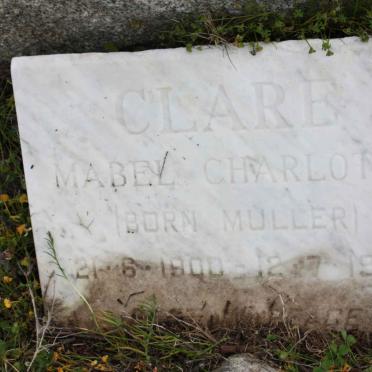 CLARE
MABEL CHARLOT
(BORN MULLER)
21-6-1900 - 12-7-19